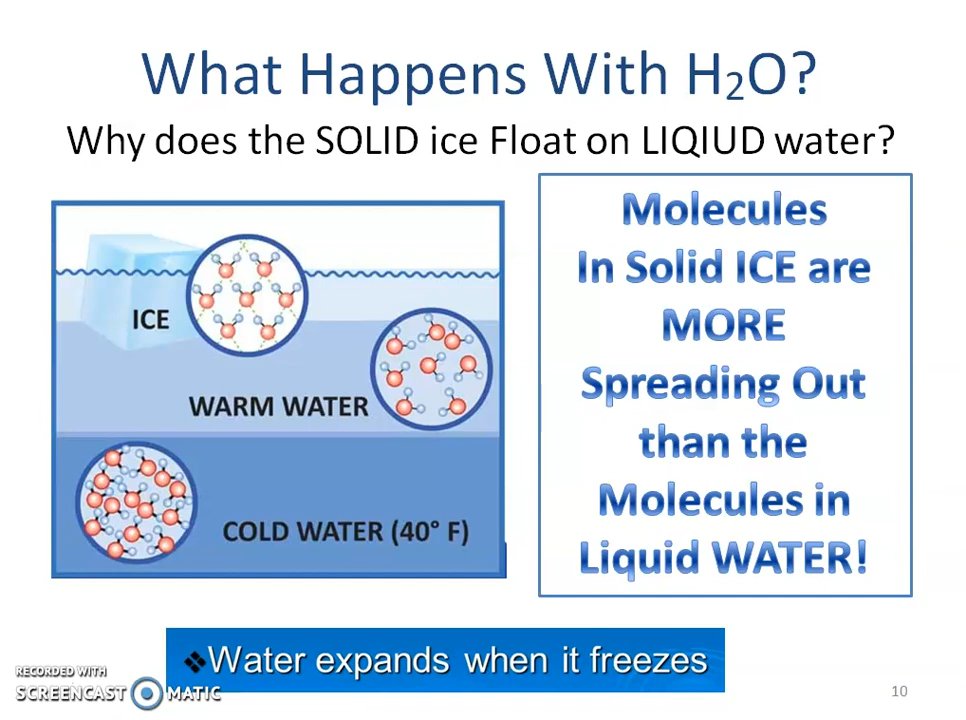 What Happens With H₂O?
Why does the SOLID ice Float on LIQIUD water?
ICE
WARM WATER
COLD WATER (40° F)
Molecules
In Solid ICE are
MORE
Spreading Out
than the
Molecules in
Liquid WATER!
❖Water expands when it freezes
RECORDED WITH
SCREENCAST MATIC
10